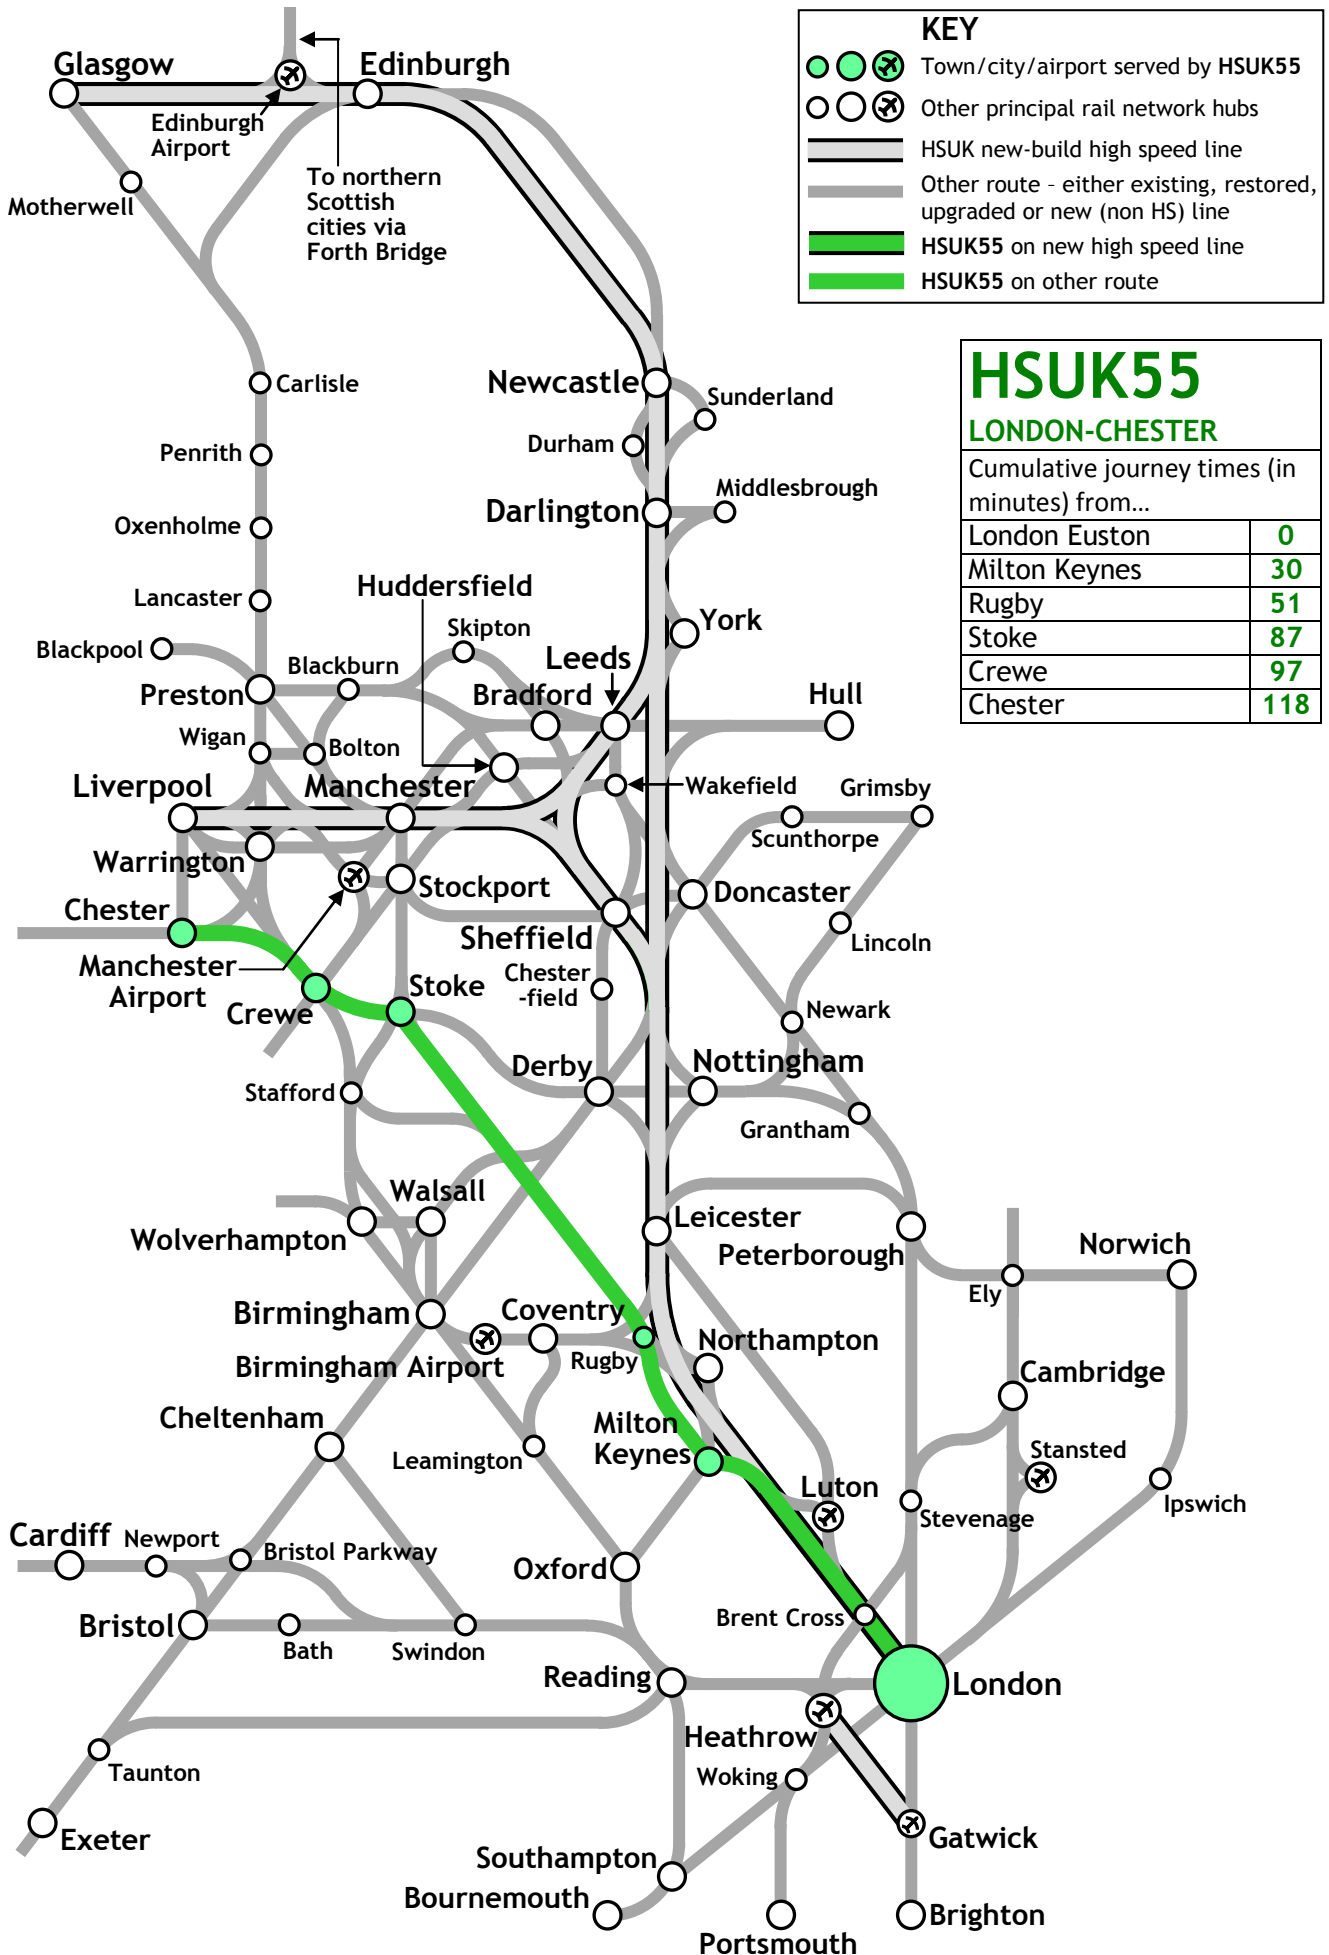 KEY
Town/city/airport served by HSUK55
Other principal rail network hubs
HSUK new-build high speed line
Other route - either existing, restored,
upgraded or new (non HS) line
HSUK55 on new high speed line
HSUK55 on other route
HSUK55
LONDON-CHESTER
Cumulative journey times (in
minutes) from...
London Euston 0
Milton Keynes 30
Rugby 51
Stoke 87
Crewe 97
Chester 118
Glasgow
Edinburgh
Edinburgh
Airport
To northern
Scottish
cities via
Forth Bridge
Motherwell
Carlisle
Newcastle
Sunderland
Durham
Penrith
Middlesbrough
Darlington
Oxenholme
Huddersfield
Lancaster
York
Skipton
Blackpool
Leeds
Blackburn
Preston
Bradford
Hull
Wigan
Bolton
Liverpool
Manchester
Wakefield
Grimsby
Scunthorpe
Warrington
Stockport
Doncaster
Chester
Sheffield
Lincoln
Manchester
Airport
Chester
-field
Stoke
Crewe
Newark
Derby
Nottingham
Stafford
Grantham
Walsall
Leicester
Wolverhampton
Peterborough
Norwich
Ely
Birmingham
Coventry
Northampton
Birmingham Airport
Rugby
Cambridge
Cheltenham
Milton
Keynes
Leamington
Stansted
Luton
Ipswich
Stevenage
Cardiff
Newport
Bristol Parkway
Oxford
Bristol
Brent Cross
Bath
Swindon
Reading
London
Heathrow
Woking
Taunton
Exeter
Gatwick
Southampton
Bournemouth
Brighton
Portsmouth